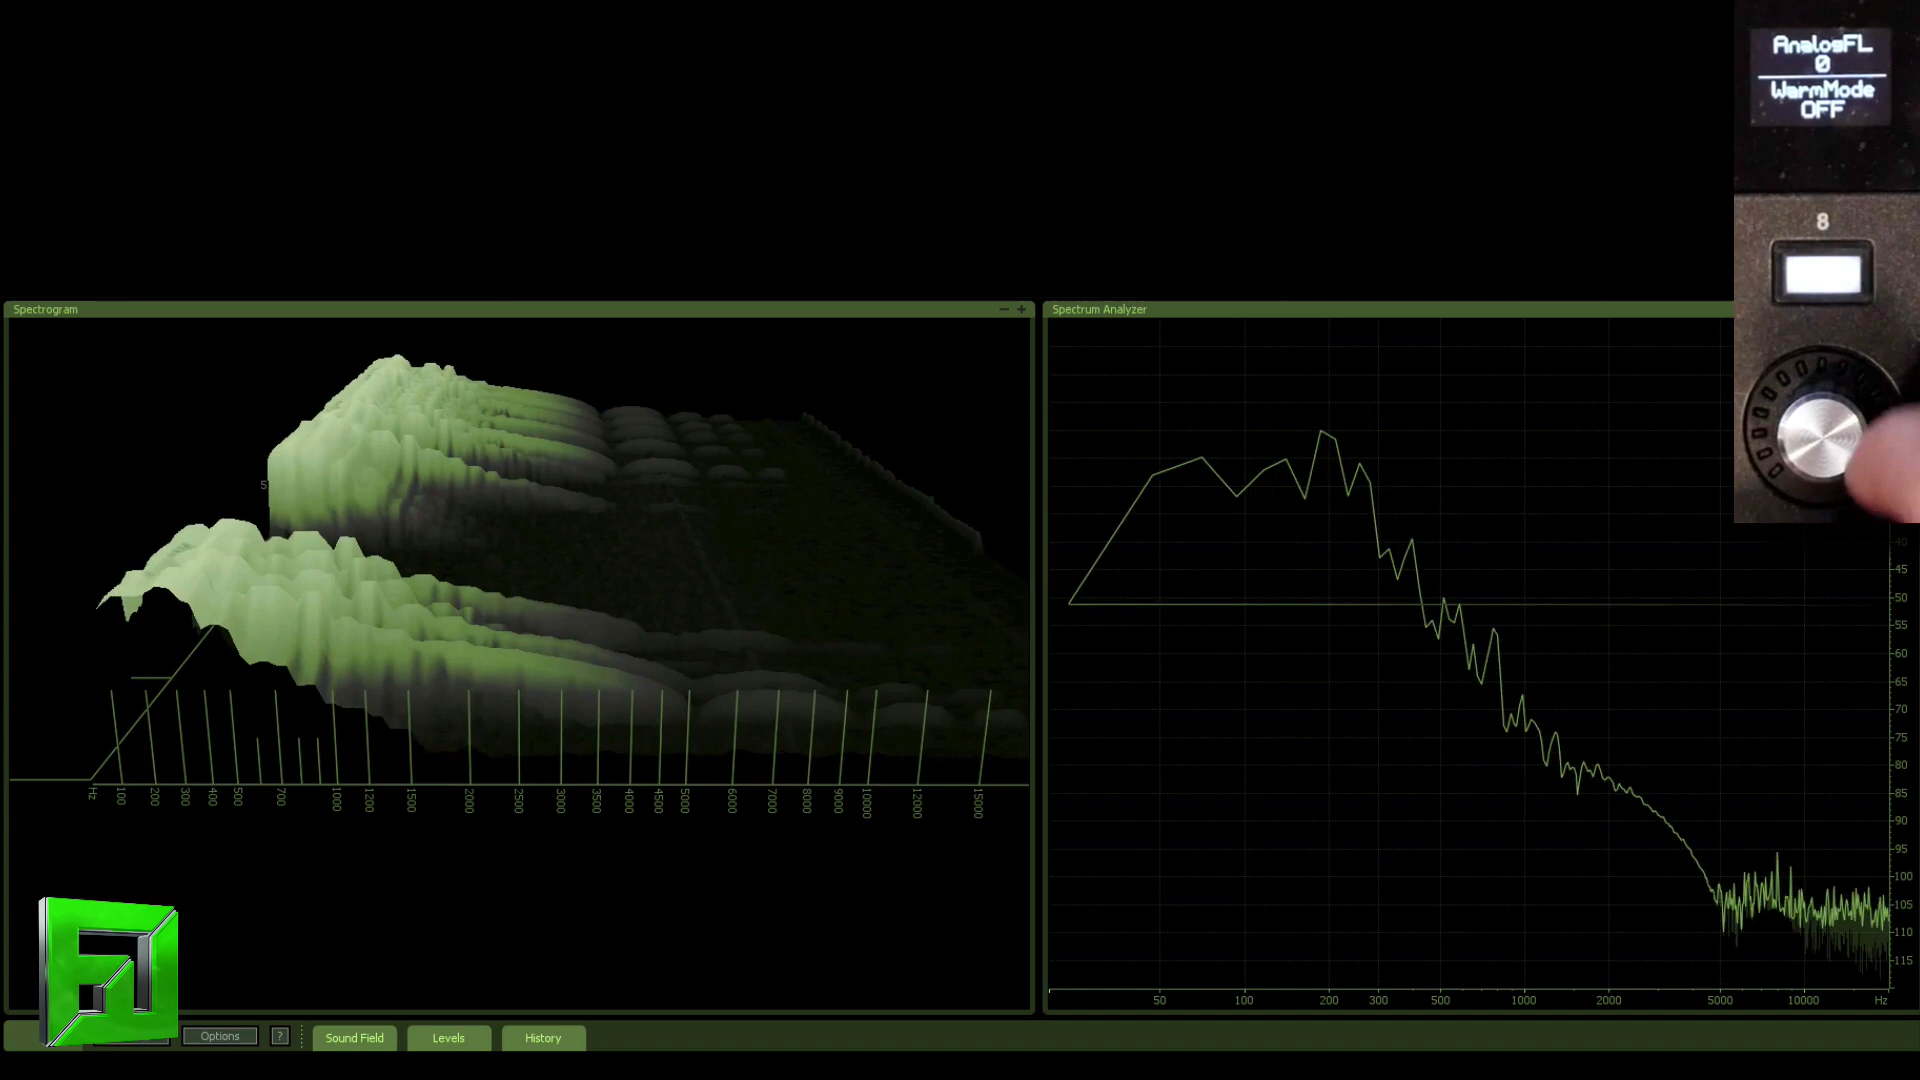 AnalogFL
0
WarmMode
OFF
8
Spectrogram
Spectrum Analyzer
5
40
45
50
55
60
65
70
75
80
85
90
95
100
105
110
115
Hz 100 200 300 400 500 700 1000 1200 1500 2000 2500 3000 3500 4000 4500 5000 6000 7000 8000 9000 10000 12000 15000
50 100 200 300 500 1000 2000 5000 10000 Hz
Options ? Sound Field Levels History